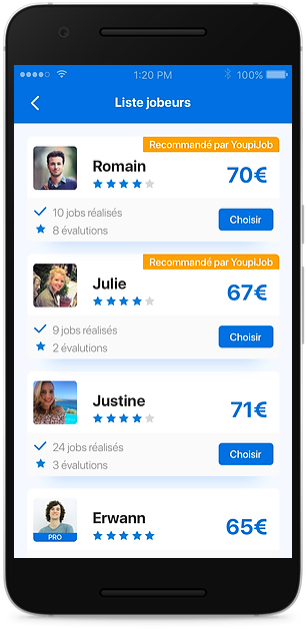 1:20 PM 100%
Liste jobeurs
Recommandé par YoupiJob
Romain
70€
10 jobs réalisés
Choisir
8 évalutions
Recommandé par YoupiJob
Julie
67€
9 jobs réalisés
Choisir
2 évalutions
Justine
71€
24 jobs réalisés
Choisir
3 évalutions
Erwann
65€
PRO